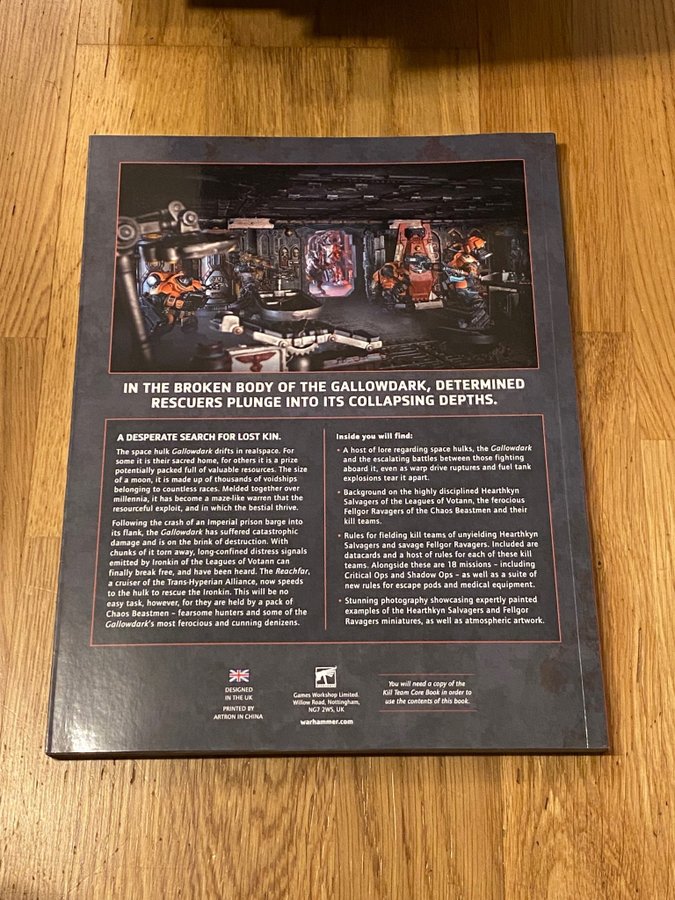 IN THE BROKEN BODY OF THE GALLOWDARK, DETERMINED
RESCUERS PLUNGE INTO ITS COLLAPSING DEPTHS.
A DESPERATE SEARCH FOR LOST KIN.
The space hulk Gallowdark drifts in realspace. For
some it is their sacred home, for others it is a prize
potentially packed full of valuable resources. The size
of a moon, it is made up of thousands of voidships
belonging to countless races. Melded together over
millennia, it has become a maze-like warren that the
resourceful exploit, and in which the bestial thrive.
Following the crash of an Imperial prison barge into
its flank, the Gallowdark has suffered catastrophic
damage and is on the brink of destruction. With
chunks of it torn away, long-confined distress signals
emitted by Ironkin of the Leagues of Votann can
finally break free, and have been heard. The Reachfar,
a cruiser of the Trans-Hyperian Alliance, now speeds
to the hulk to rescue the Ironkin. This will be no
easy task, however, for they are held by a pack of
Chaos Beastmen – fearsome hunters and some of the
Gallowdark's most ferocious and cunning denizens.
Inside you will find:
• A host of lore regarding space hulks, the Gallowdark
and the escalating battles between those fighting
aboard it, even as warp drive ruptures and fuel tank
explosions tear it apart.
• Background on the highly disciplined Hearthkyn
Salvagers of the Leagues of Votann, the ferocious
Fellgor Ravagers of the Chaos Beastmen and their
kill teams.
• Rules for fielding kill teams of unyielding Hearthkyn
Salvagers and savage Fellgor Ravagers. Included are
datacards and a host of rules for each of these kill
teams. Alongside these are 18 missions – including
Critical Ops and Shadow Ops – as well as a suite of
new rules for escape pods and medical equipment.
• Stunning photography showcasing expertly painted
examples of the Hearthkyn Salvagers and Fellgor
Ravagers miniatures, as well as atmospheric artwork.
DESIGNED
IN THE UK
PRINTED BY
ARTRON IN CHINA
Games Workshop Limited.
Willow Road, Nottingham,
NG7 2WS, UK
warhammer.com
You will need a copy of the
Kill Team Core Book in order to
use the contents of this book.